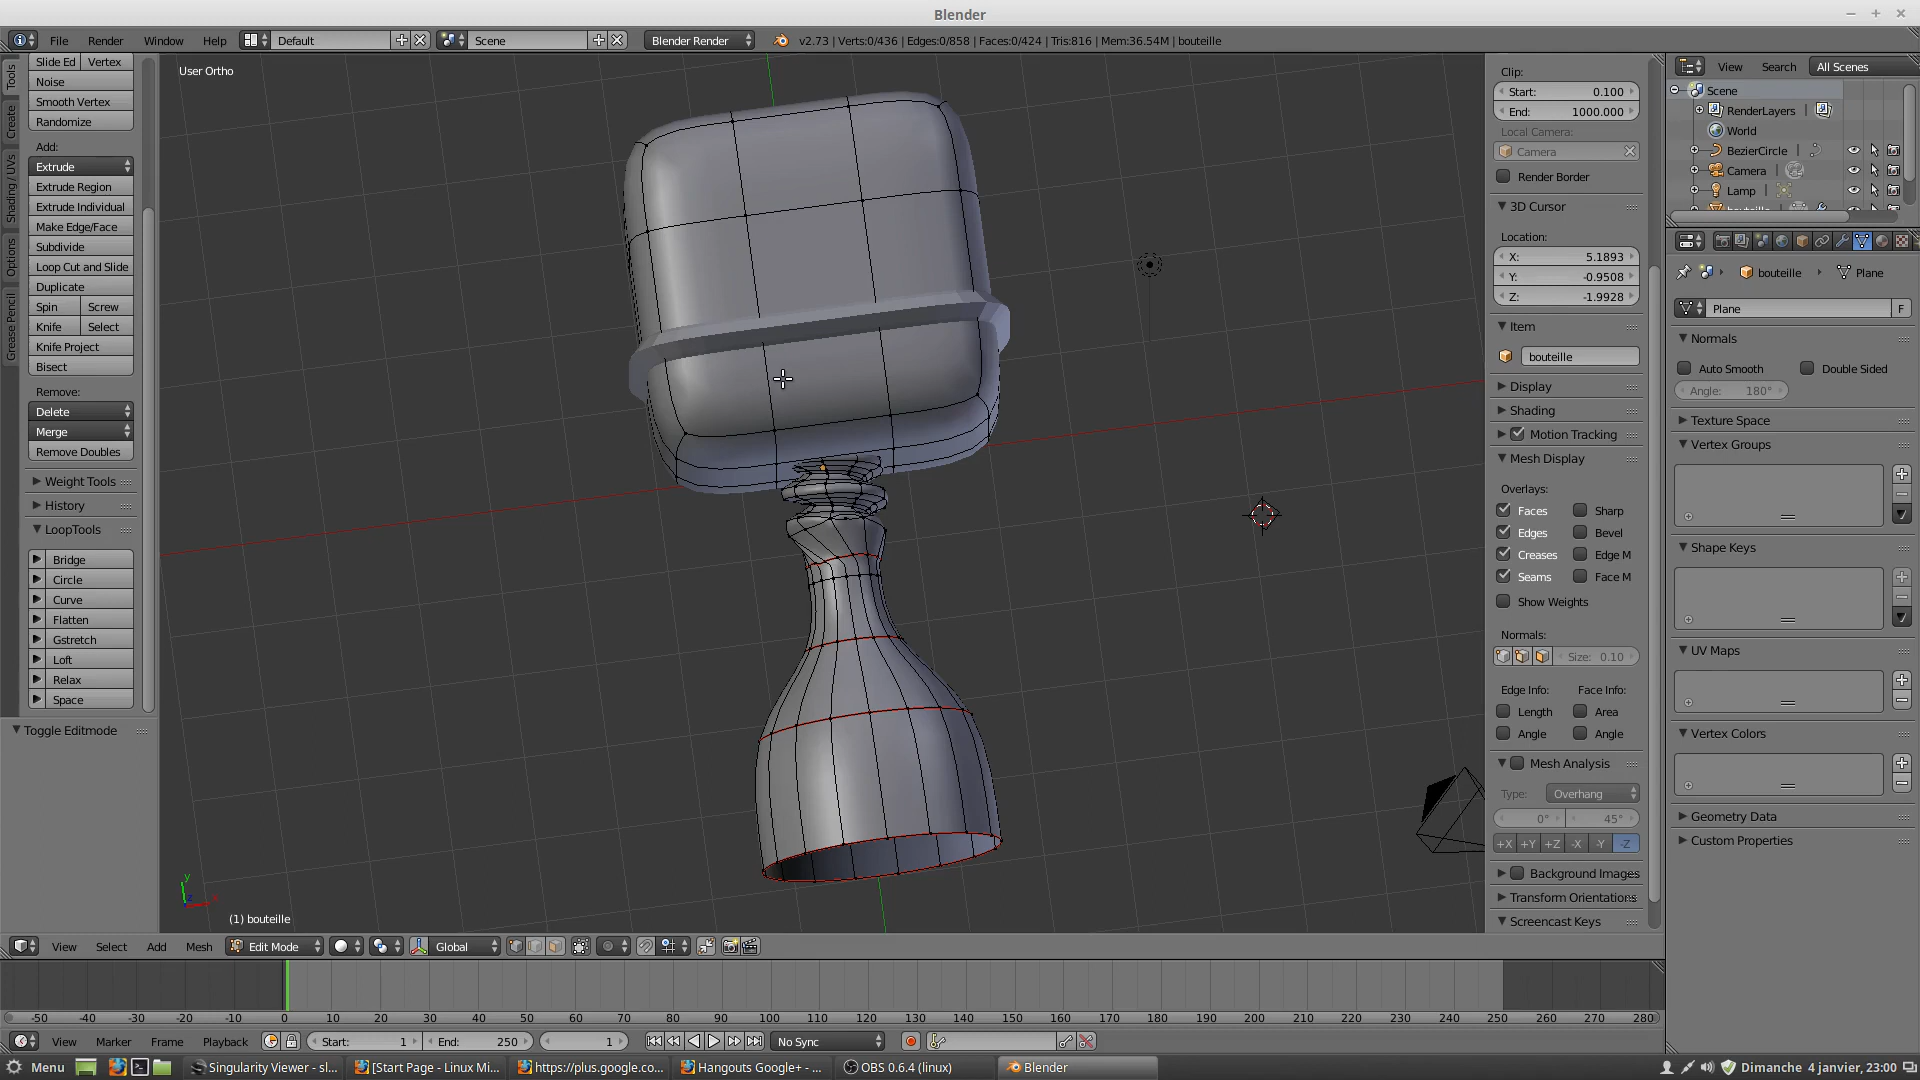 Blender
File Render Window Help Default Scene Blender Render v2.73 | Verts:0/436 | Edges:0/858 | Faces:0/424 | Tris:816 | Mem:36.54M | bouteille
Tools
Create
Shading / UVs
Options
Grease Pencil
Slide Ed Vertex
Noise
Smooth Vertex
Randomize
Add:
Extrude
Extrude Region
Extrude Individual
Make Edge/Face
Subdivide
Loop Cut and Slide
Duplicate
Spin Screw
Knife Select
Knife Project
Bisect
Remove:
Delete
Merge
Remove Doubles
Weight Tools
History
LoopTools
Bridge
Circle
Curve
Flatten
Gstretch
Loft
Relax
Space
Toggle Editmode
User Ortho
y
x
(1) bouteille
Clip:
Start: 0.100
End: 1000.000
Local Camera:
Camera
Render Border
3D Cursor
Location:
X: 5.1893
Y: -0.9508
Z: -1.9928
Item
bouteille
Display
Shading
Motion Tracking
Mesh Display
Overlays:
Faces Sharp
Edges Bevel
Creases Edge M
Seams Face M
Show Weights
Normals:
Size: 0.10
Edge Info: Face Info:
Length Area
Angle Angle
Mesh Analysis
Type: Overhang
0° 45°
+X +Y +Z -X -Y -Z
Background Images
Transform Orientations
Screencast Keys
View Search All Scenes
Scene
RenderLayers
World
BezierCircle
Camera
Lamp
bouteille Plane
Plane F
Normals
Auto Smooth Double Sided
Angle: 180°
Texture Space
Vertex Groups
Shape Keys
UV Maps
Vertex Colors
Geometry Data
Custom Properties
View Select Add Mesh Edit Mode Global
-50 -40 -30 -20 -10 0 10 20 30 40 50 60 70 80 90 100 110 120 130 140 150 160 170 180 190 200 210 220 230 240 250 260 270 280
View Marker Frame Playback Start: 1 End: 250 1 No Sync
Menu Singularity Viewer - sl... [Start Page - Linux Mi... https://plus.google.co... Hangouts Google+ - ... OBS 0.6.4 (linux) Blender Dimanche 4 janvier, 23:00